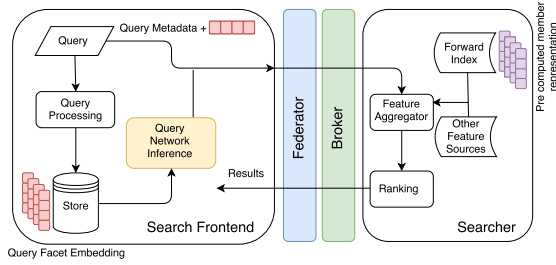 Query Metadata +
Query
Query
Processing
Query
Network
Inference
Store
Search Frontend
Query Facet Embedding
Federator
Broker
Results
Forward
Index
Feature
Aggregator
Other
Feature
Sources
Ranking
Searcher
Pre computed member
representation